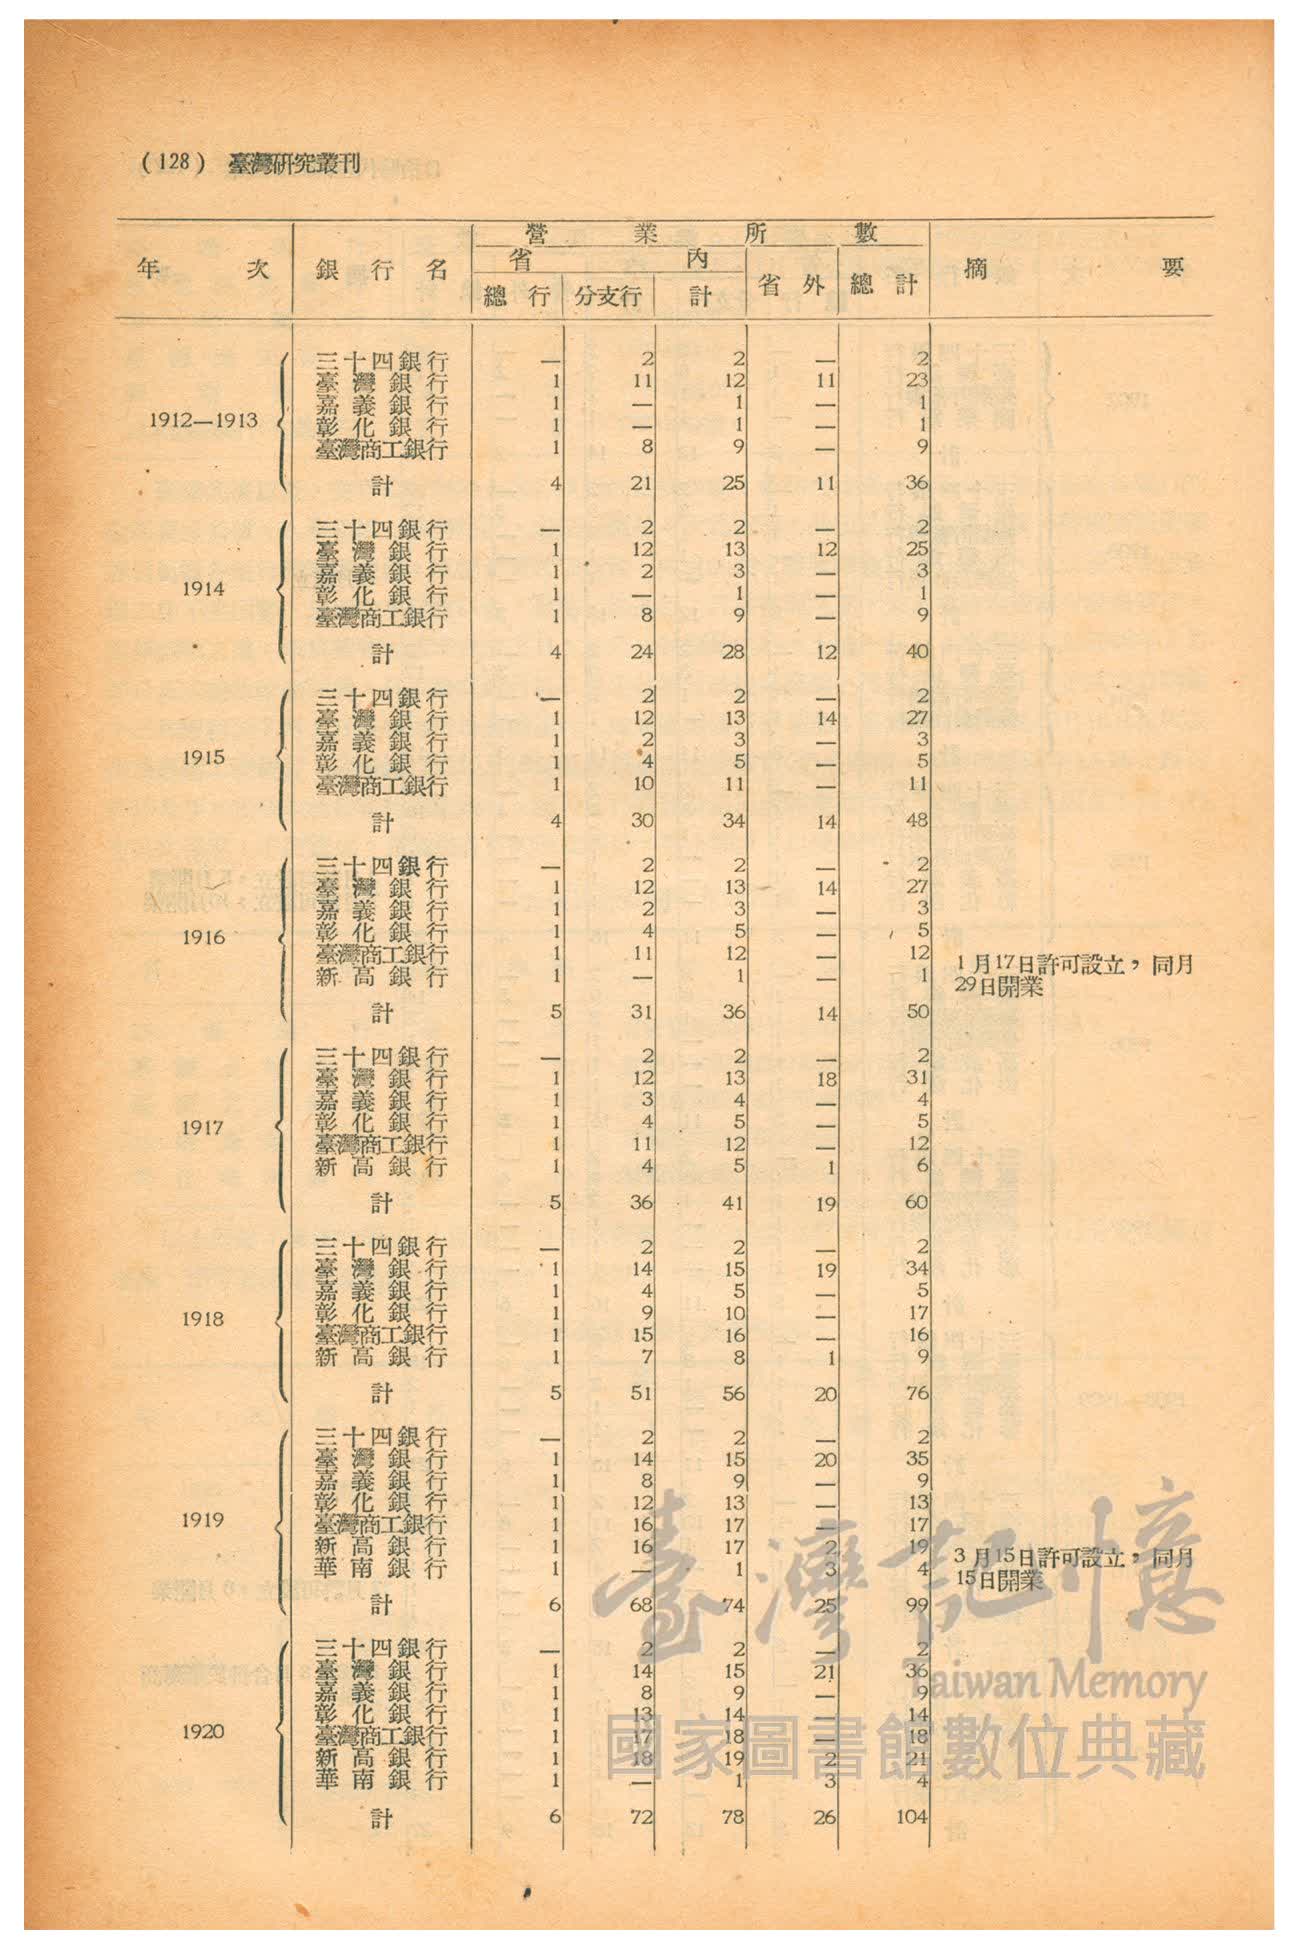 (128) 臺灣研究叢刊
年 次 銀 行 名 營 業 所 數 摘 要
省 內 省 外 總 計
總 行 分支行 計
1912—1913
三十四銀行 — 2 2 — 2
臺灣銀行 1 11 12 11 23
嘉義銀行 1 — 1 — 1
彰化銀行 1 — 1 — 1
臺灣商工銀行 1 8 9 — 9
計 4 21 25 11 36
1914
三十四銀行 — 2 2 — 2
臺灣銀行 1 12 13 12 25
嘉義銀行 1 2 3 — 3
彰化銀行 1 — 1 — 1
臺灣商工銀行 1 8 9 — 9
計 4 24 28 12 40
1915
三十四銀行 — 2 2 — 2
臺灣銀行 1 12 13 14 27
嘉義銀行 1 2 3 — 3
彰化銀行 1 4 5 — 5
臺灣商工銀行 1 10 11 — 11
計 4 30 34 14 48
1916
三十四銀行 — 2 2 — 2
臺灣銀行 1 12 13 14 27
嘉義銀行 1 2 3 — 3
彰化銀行 1 4 5 — 5
臺灣商工銀行 1 11 12 — 12
新高銀行 1 — 1 — 1 1月17日許可設立，同月
29日開業
計 5 31 36 14 50
1917
三十四銀行 — 2 2 — 2
臺灣銀行 1 12 13 18 31
嘉義銀行 1 3 4 — 4
彰化銀行 1 4 5 — 5
臺灣商工銀行 1 11 12 — 12
新高銀行 1 4 5 1 6
計 5 36 41 19 60
1918
三十四銀行 — 2 2 — 2
臺灣銀行 1 14 15 19 34
嘉義銀行 1 4 5 — 5
彰化銀行 1 9 10 — 17
臺灣商工銀行 1 15 16 — 16
新高銀行 1 7 8 1 9
計 5 51 56 20 76
1919
三十四銀行 — 2 2 — 2
臺灣銀行 1 14 15 20 35
嘉義銀行 1 8 9 — 9
彰化銀行 1 12 13 — 13
臺灣商工銀行 1 16 17 — 17
新高銀行 1 16 17 2 19
華南銀行 1 — 1 3 4 3月15日許可設立，同月
15日開業
計 6 68 74 25 99
1920
三十四銀行 — 2 2 — 2
臺灣銀行 1 14 15 21 36
嘉義銀行 1 8 9 — 9
彰化銀行 1 13 14 — 14
臺灣商工銀行 1 17 18 — 18
新高銀行 1 18 19 2 21
華南銀行 1 — 1 3 4
計 6 72 78 26 104
臺灣記憶
Taiwan Memory
國家圖書館數位典藏